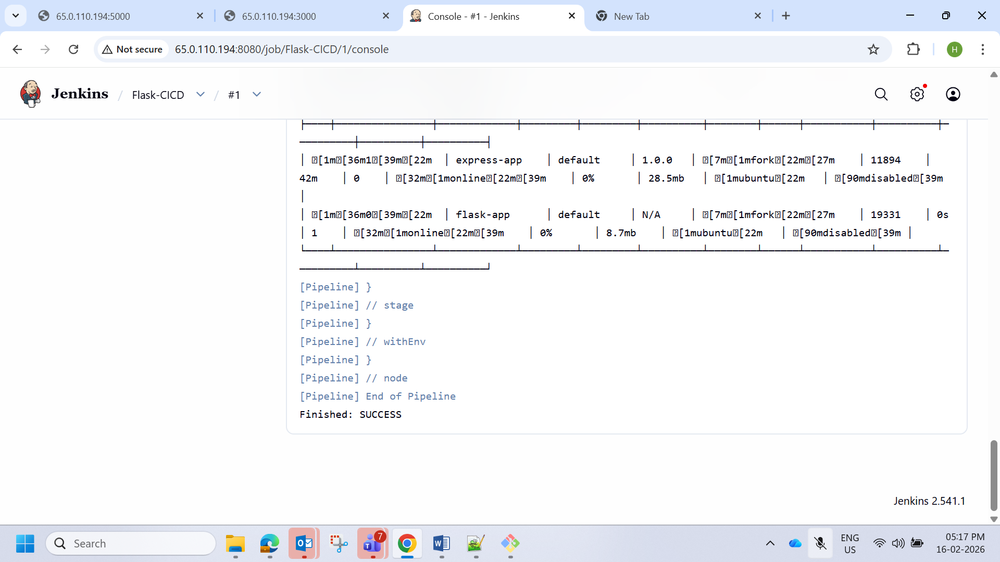 65.0.110.194:5000
65.0.110.194:3000
Console - #1 - Jenkins
New Tab
Not secure
65.0.110.194:8080/job/Flask-CICD/1/console
H
Jenkins / Flask-CICD / #1
│ [1m[36m1[39m[22m │ express-app │ default │ 1.0.0 │ [7m[1mfork[22m[27m │ 11894 │
42m │ 0 │ [32m[1monline[22m[39m │ 0% │ 28.5mb │ [1mubuntu[22m │ [90mdisabled[39m
│
│ [1m[36m0[39m[22m │ flask-app │ default │ N/A │ [7m[1mfork[22m[27m │ 19331 │ 0s
│ 1 │ [32m[1monline[22m[39m │ 0% │ 8.7mb │ [1mubuntu[22m │ [90mdisabled[39m │
[Pipeline] }
[Pipeline] // stage
[Pipeline] }
[Pipeline] // withEnv
[Pipeline] }
[Pipeline] // node
[Pipeline] End of Pipeline
Finished: SUCCESS
Jenkins 2.541.1
Search
7
ENG
US
05:17 PM
16-02-2026